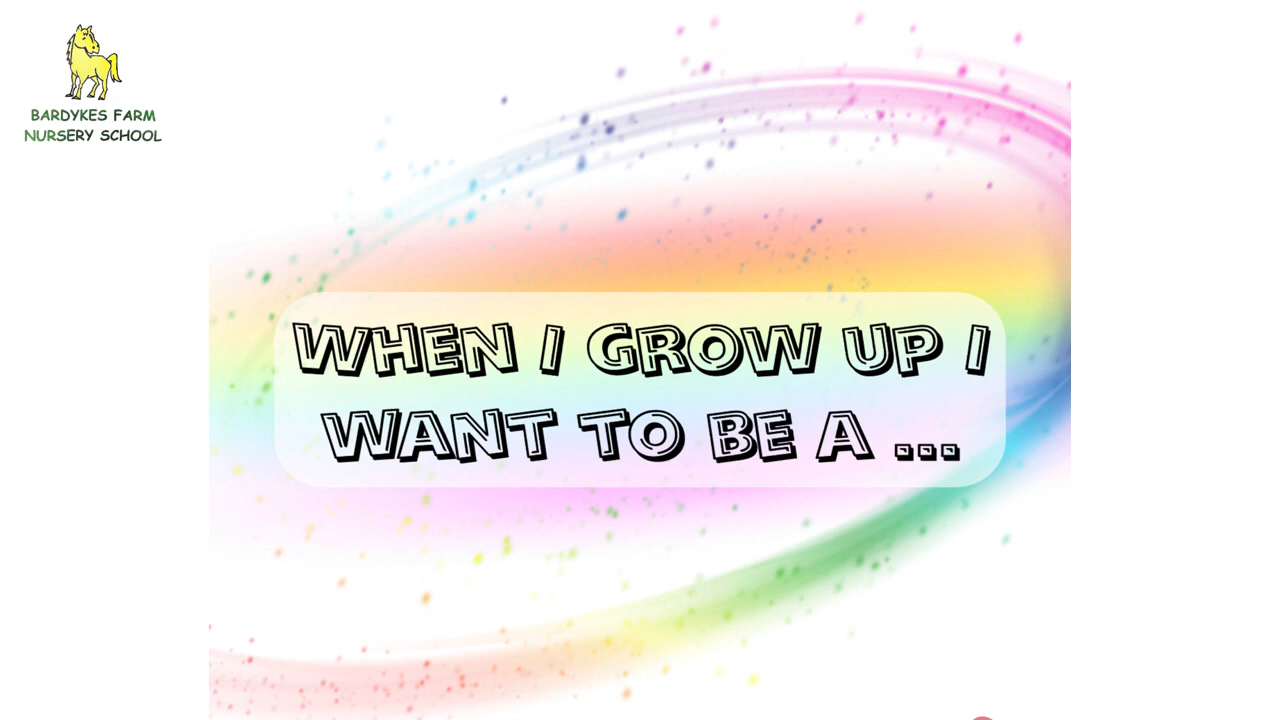 BARDYKES FARM
NURSERY SCHOOL
WHEN I GROW UP I
WANT TO BE A ...